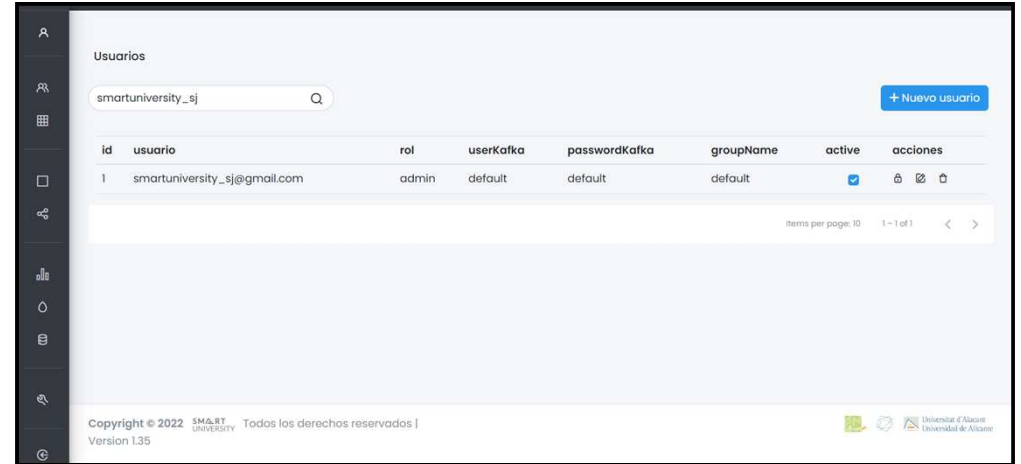 Usuarios
smartuniversity_sj
+ Nuevo usuario
id usuario rol userKafka passwordKafka groupName active acciones
1 smartuniversity_sj@gmail.com admin default default default
Items per page: 10 1 – 1 of 1
Copyright © 2022 SMART UNIVERSITY Todos los derechos reservados |
Version 1.35
Universitat d'Alacant
Universidad de Alicante